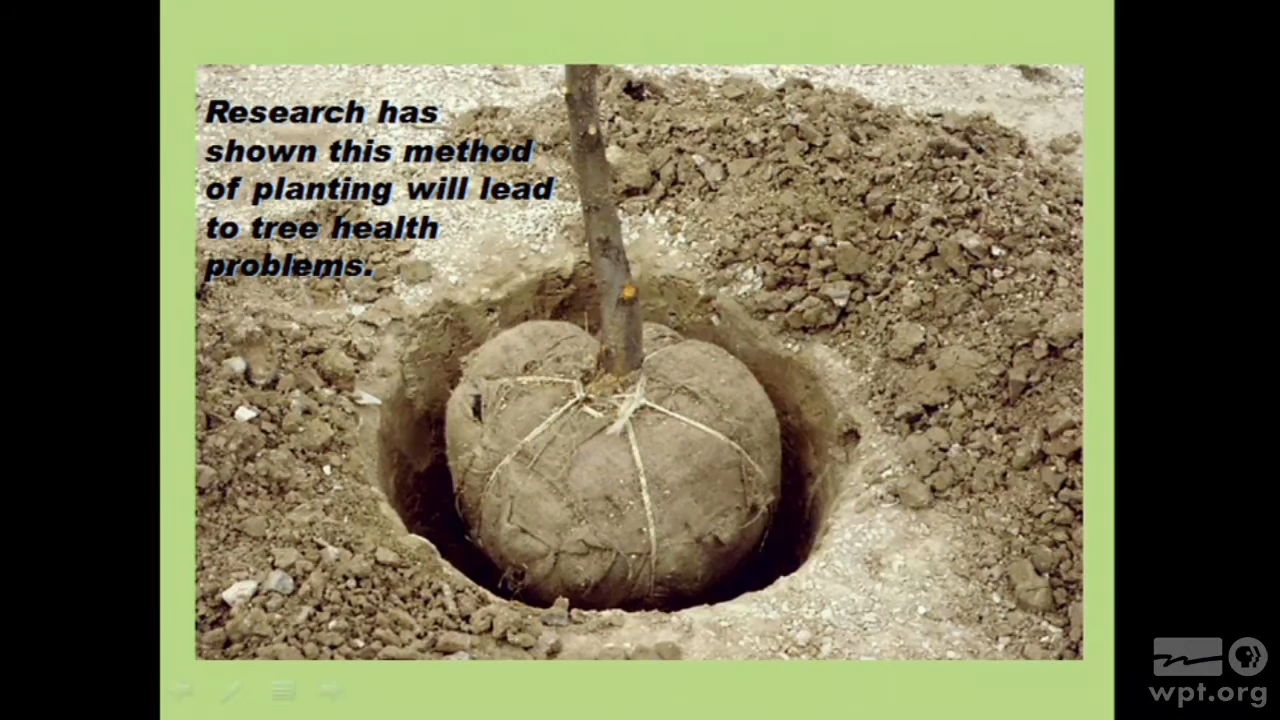 Research has
shown this method
of planting will lead
to tree health
problems.
wpt.org